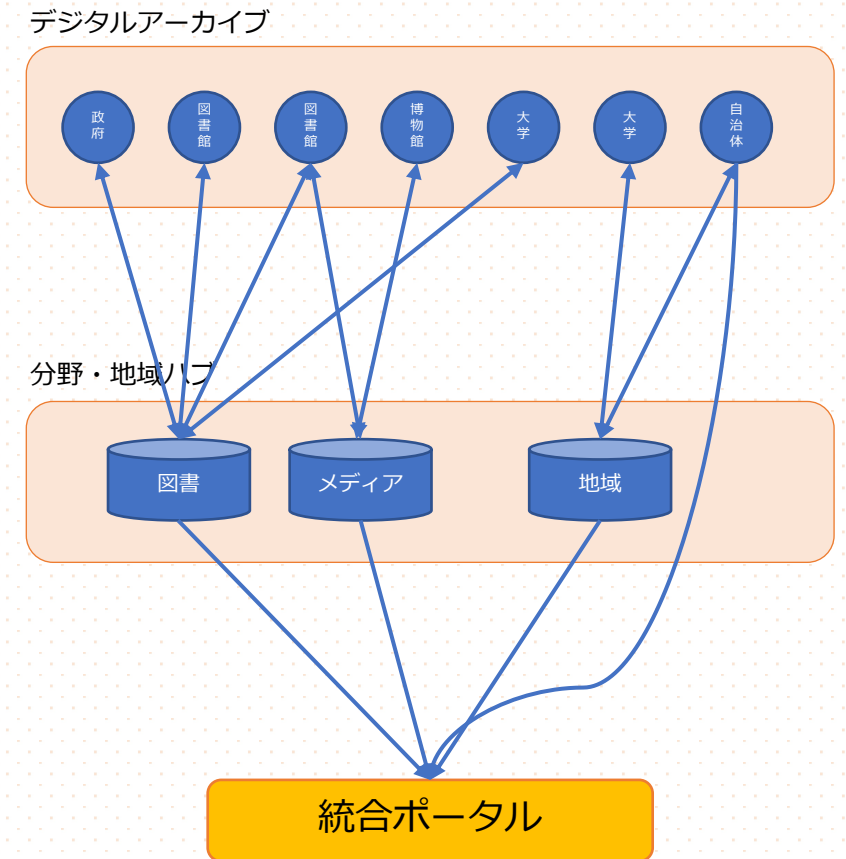 デジタルアーカイブ
政府
図書館
図書館
博物館
大学
大学
自治体
分野・地域ハブ
図書
メディア
地域
統合ポータル